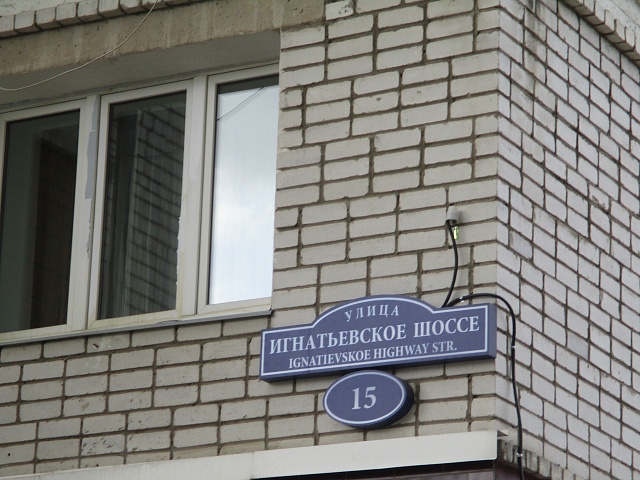 УЛИЦА
ИГНАТЬЕВСКОЕ ШОССЕ
IGNATIEVSKOE HIGHWAY STR.
15